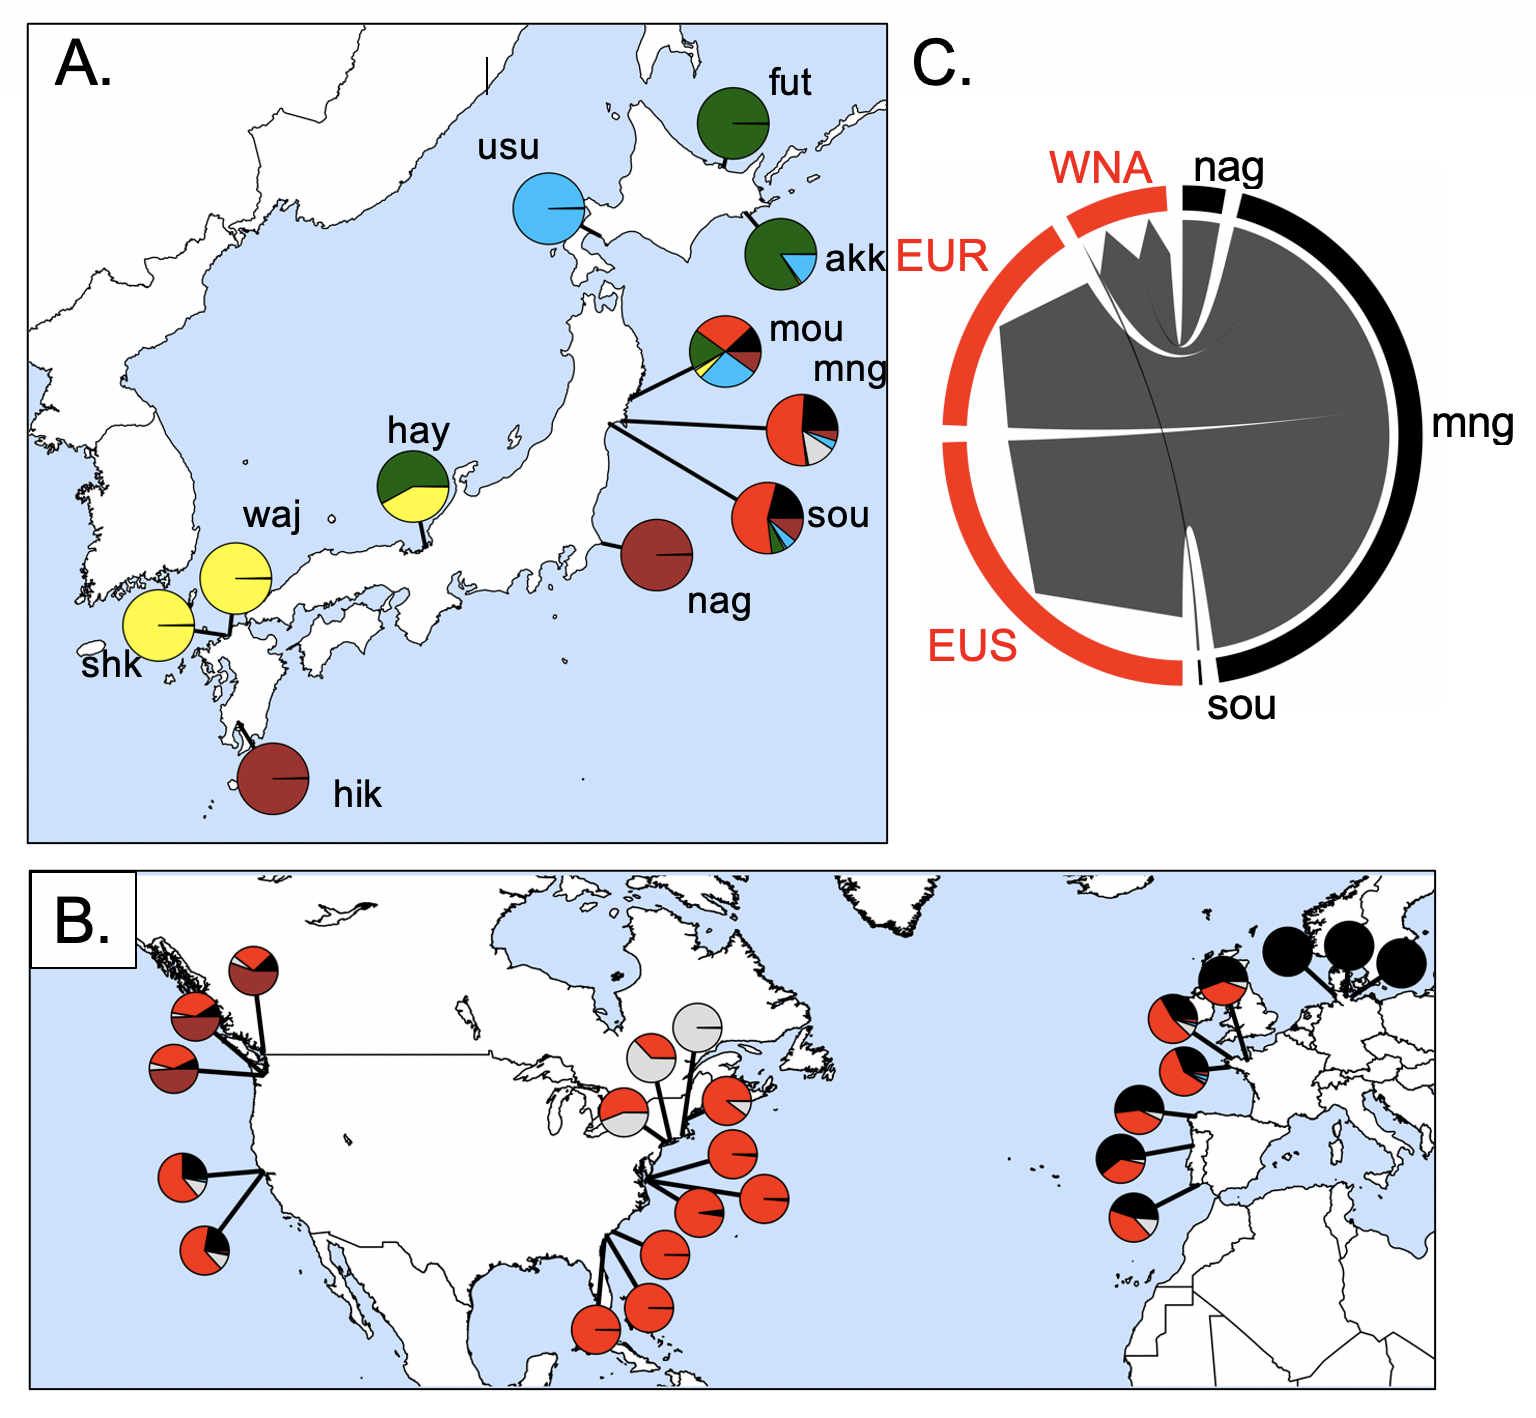 A.
fut
usu
akk
mou
mng
hay
waj
sou
nag
shk
hik
C.
WNA
nag
EUR
mng
EUS
sou
B.